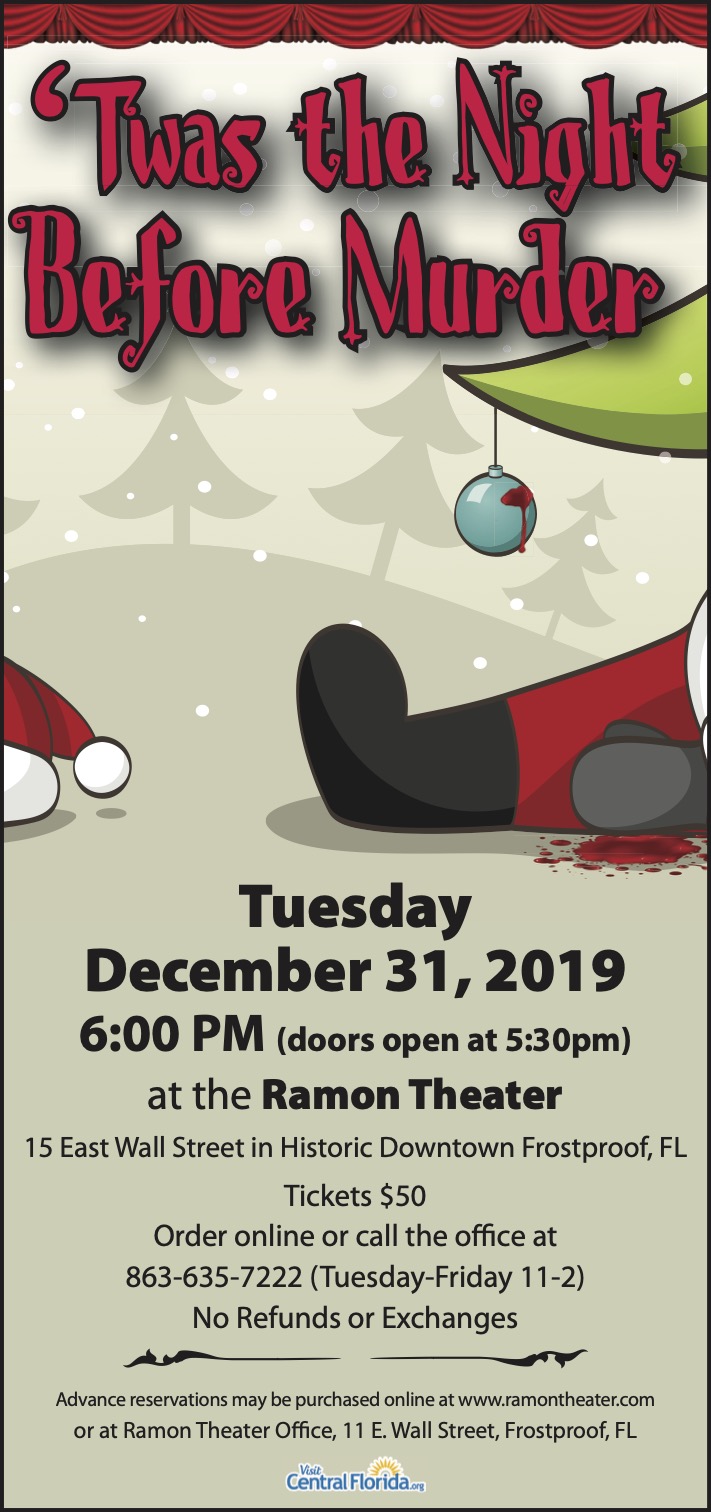 ‘Twas the Night
Before Murder
Tuesday
December 31, 2019
6:00 PM (doors open at 5:30pm)
at the Ramon Theater
15 East Wall Street in Historic Downtown Frostproof, FL
Tickets $50
Order online or call the office at
863-635-7222 (Tuesday-Friday 11-2)
No Refunds or Exchanges
Advance reservations may be purchased online at www.ramontheater.com
or at Ramon Theater Office, 11 E. Wall Street, Frostproof, FL
Visit
Central Florida.org